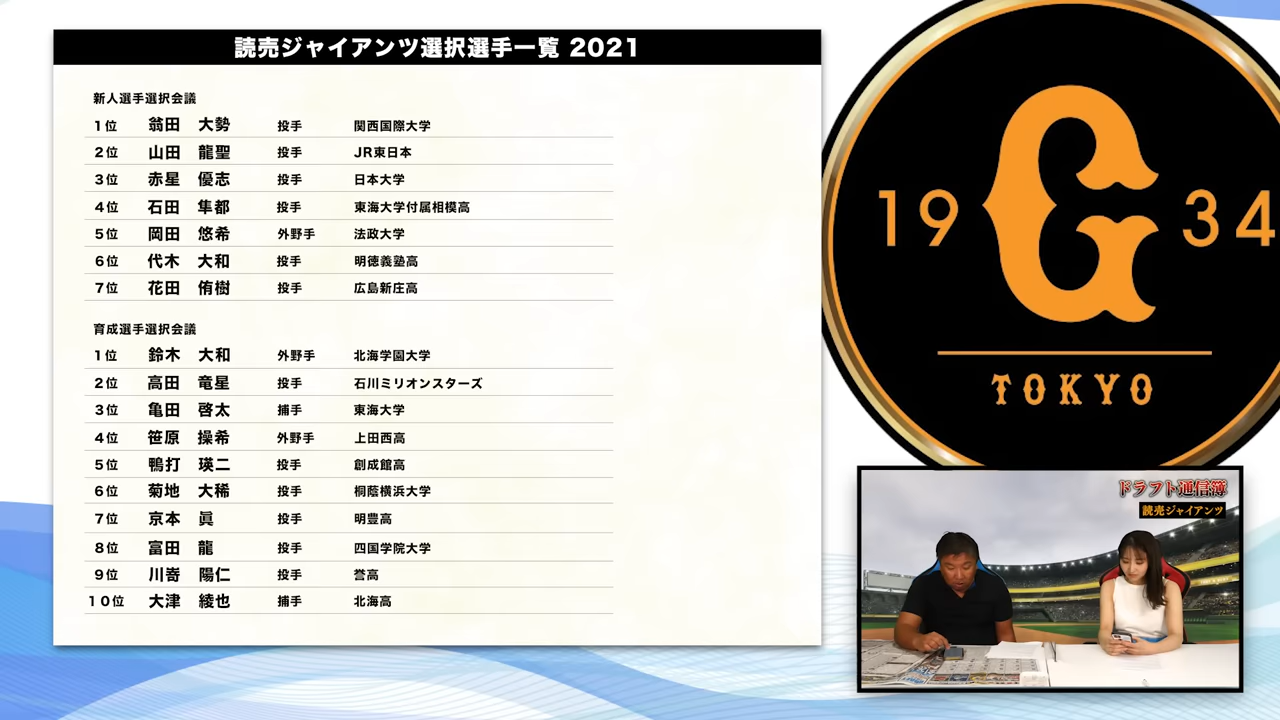 読売ジャイアンツ選択選手一覧 2021
新人選手選択会議
1位 翁田 大勢 投手 関西国際大学
2位 山田 龍聖 投手 JR東日本
3位 赤星 優志 投手 日本大学
4位 石田 隼都 投手 東海大学付属相模高
5位 岡田 悠希 外野手 法政大学
6位 代木 大和 投手 明徳義塾高
7位 花田 侑樹 投手 広島新庄高
育成選手選択会議
1位 鈴木 大和 外野手 北海学園大学
2位 高田 竜星 投手 石川ミリオンスターズ
3位 亀田 啓太 捕手 東海大学
4位 笹原 操希 外野手 上田西高
5位 鴨打 瑛二 投手 創成館高
6位 菊地 大稀 投手 桐蔭横浜大学
7位 京本 眞 投手 明豊高
8位 富田 龍 投手 四国学院大学
9位 川嵜 陽仁 投手 誉高
10位 大津 綾也 捕手 北海高
G
19 34
TOKYO
ドラフト通信簿
読売ジャイアンツ